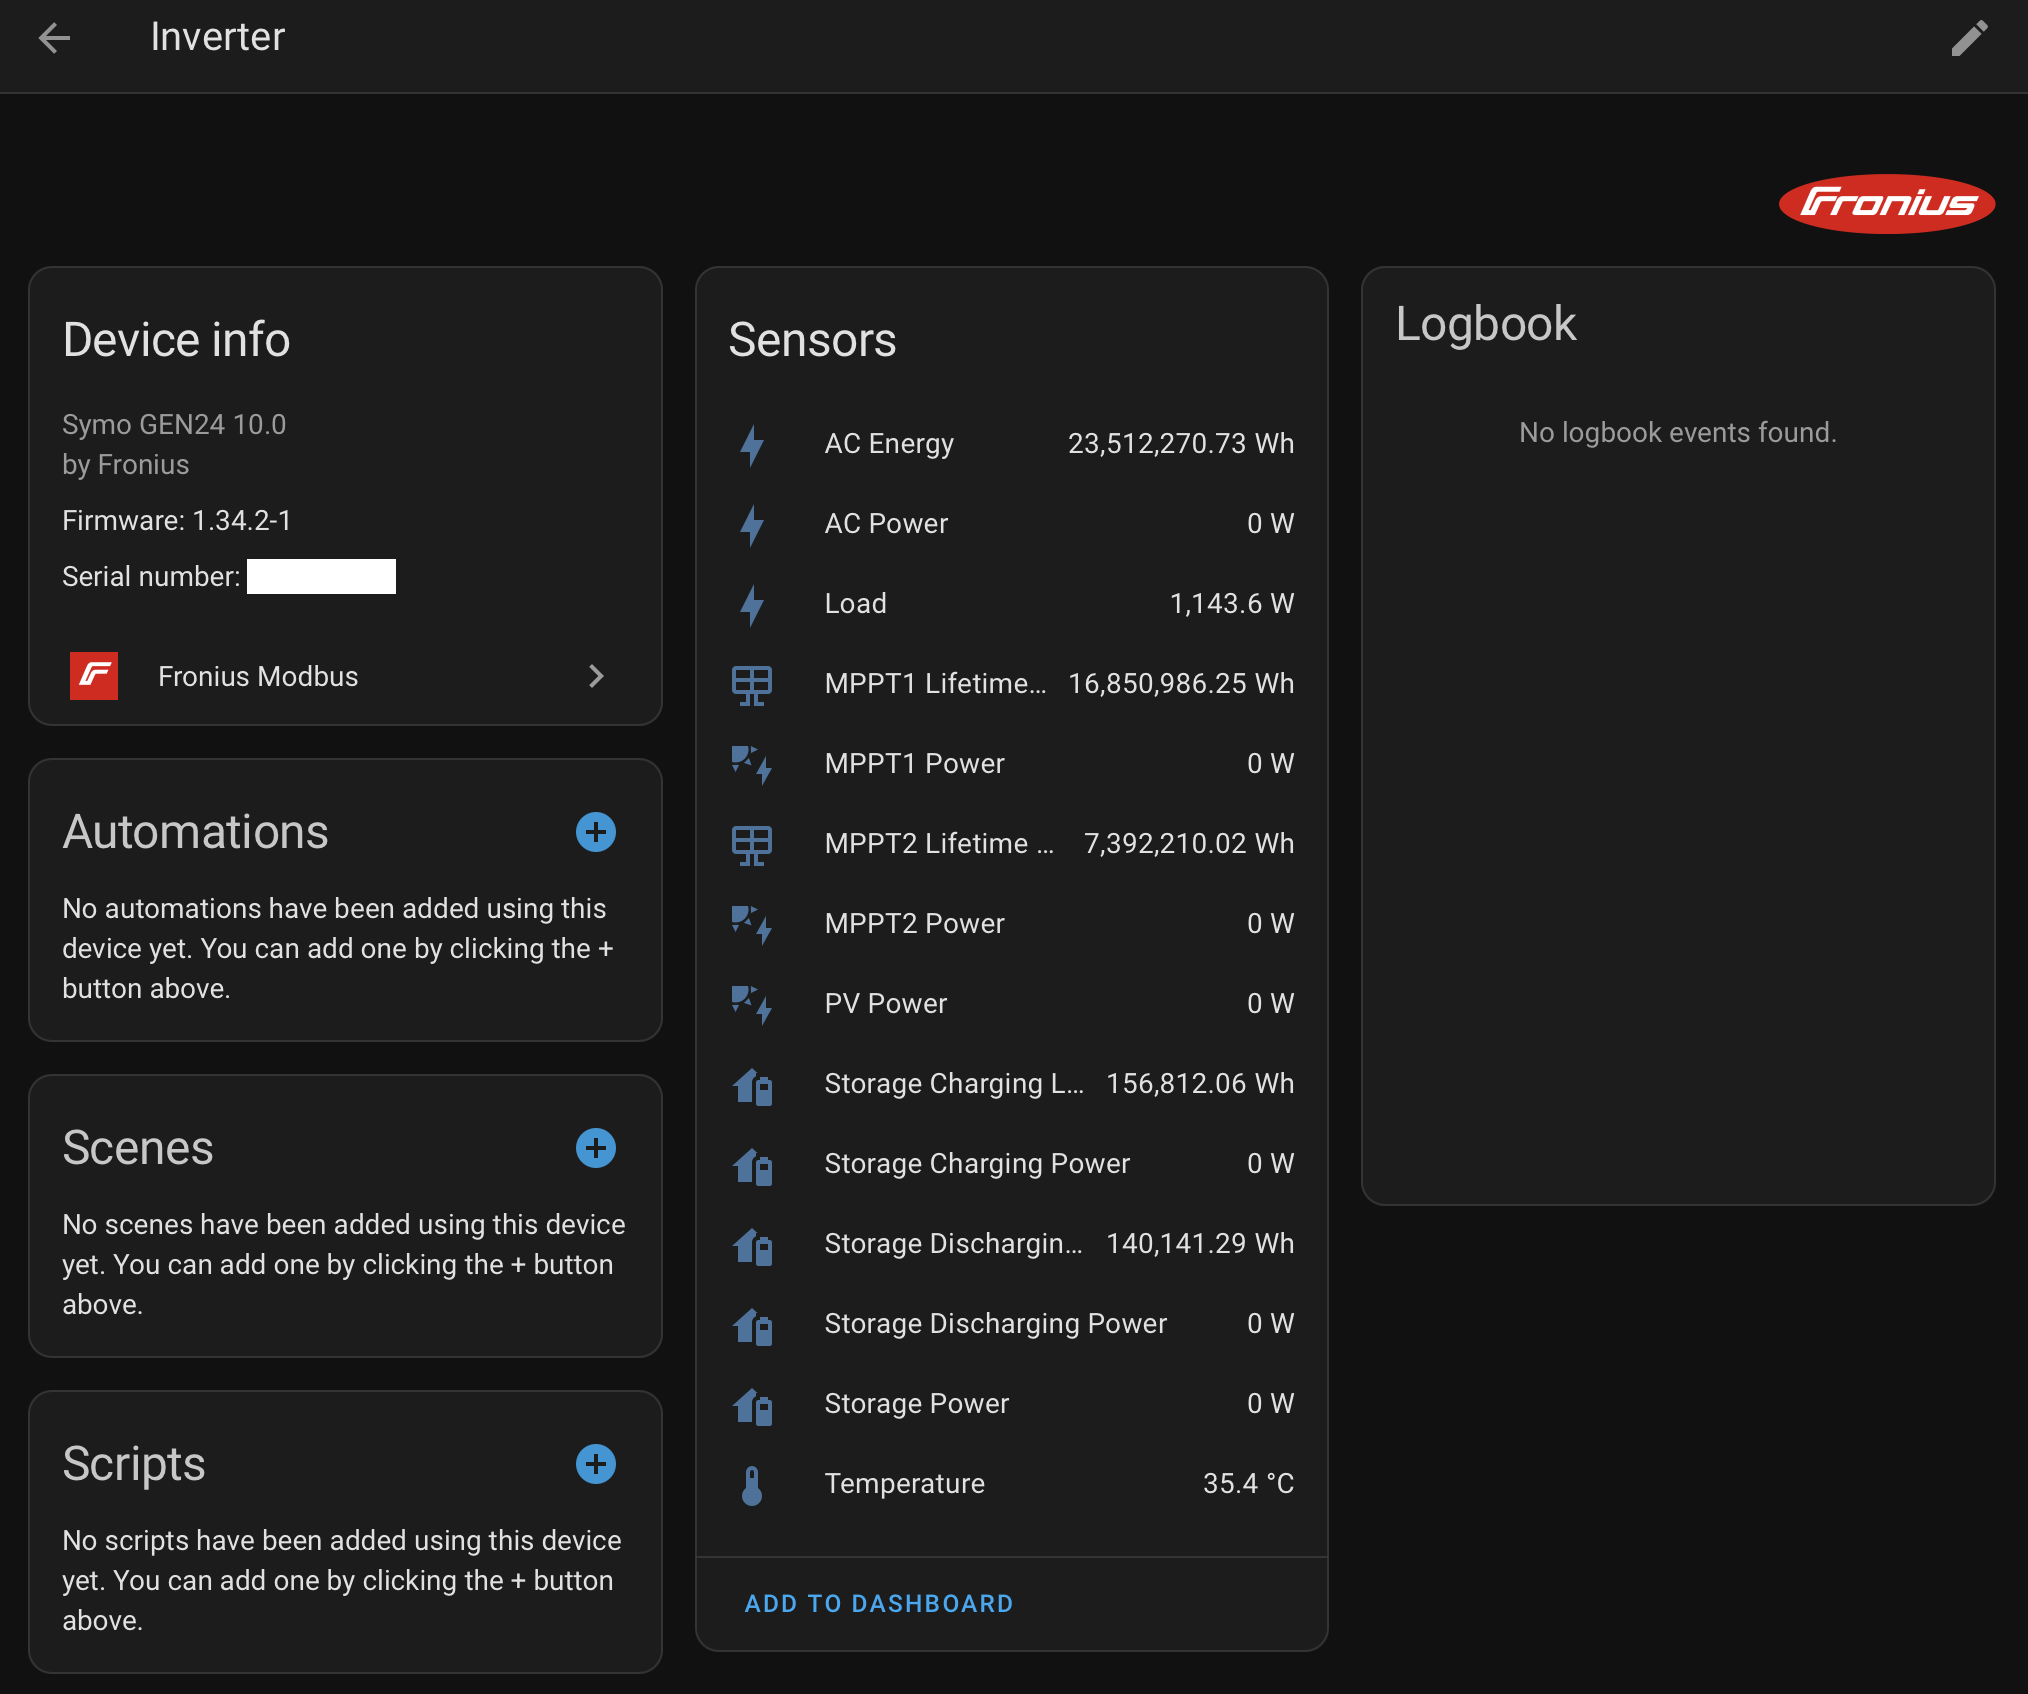 Inverter
Fronius
Device info
Symo GEN24 10.0
by Fronius
Firmware: 1.34.2-1
Serial number:
Fronius Modbus
Automations
No automations have been added using this
device yet. You can add one by clicking the +
button above.
Scenes
No scenes have been added using this device
yet. You can add one by clicking the + button
above.
Scripts
No scripts have been added using this device
yet. You can add one by clicking the + button
above.
Sensors
AC Energy 23,512,270.73 Wh
AC Power 0 W
Load 1,143.6 W
MPPT1 Lifetime... 16,850,986.25 Wh
MPPT1 Power 0 W
MPPT2 Lifetime ... 7,392,210.02 Wh
MPPT2 Power 0 W
PV Power 0 W
Storage Charging L... 156,812.06 Wh
Storage Charging Power 0 W
Storage Dischargin... 140,141.29 Wh
Storage Discharging Power 0 W
Storage Power 0 W
Temperature 35.4 °C
ADD TO DASHBOARD
Logbook
No logbook events found.